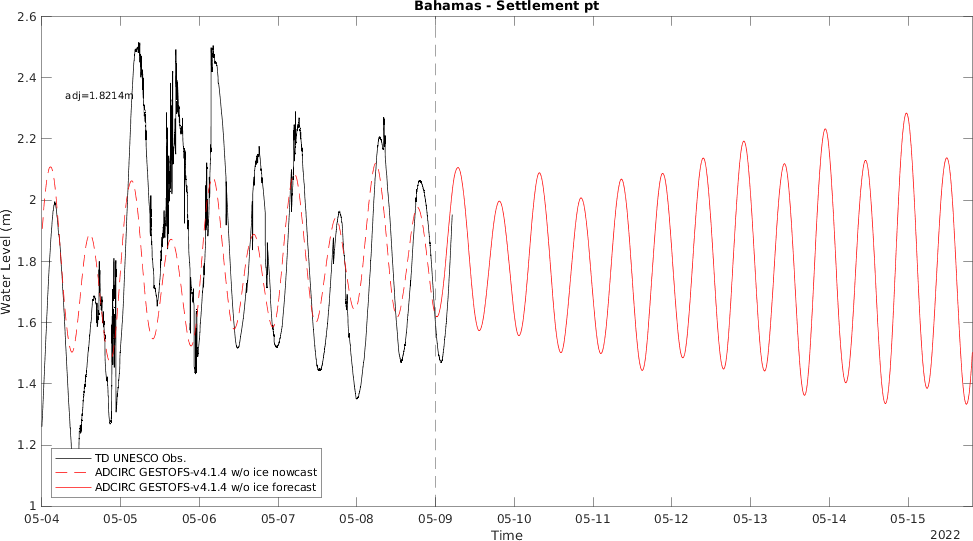 Bahamas - Settlement pt
2.6
2.4
adj=1.8214m
2.2
2
1.8
1.6
1.4
1.2
1
Water Level (m)
TD UNESCO Obs.
ADCIRC GESTOFS-v4.1.4 w/o ice nowcast
ADCIRC GESTOFS-v4.1.4 w/o ice forecast
05-04 05-05 05-06 05-07 05-08 05-09 05-10 05-11 05-12 05-13 05-14 05-15
Time
2022